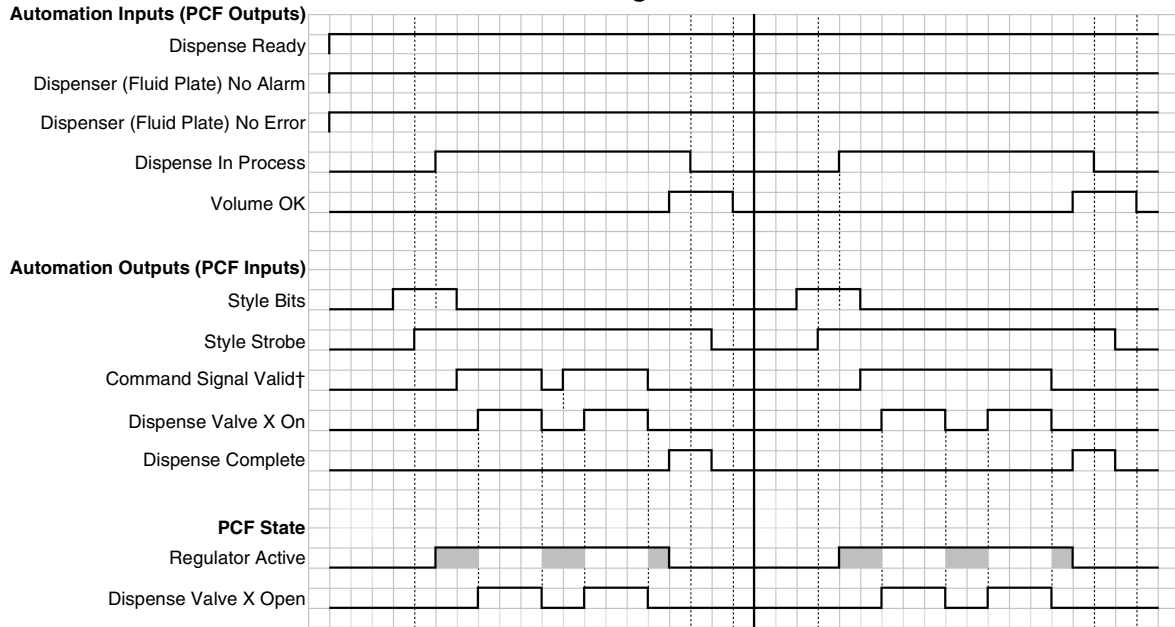 Automation Inputs (PCF Outputs)
Dispense Ready
Dispenser (Fluid Plate) No Alarm
Dispenser (Fluid Plate) No Error
Dispense In Process
Volume OK
Automation Outputs (PCF Inputs)
Style Bits
Style Strobe
Command Signal Valid†
Dispense Valve X On
Dispense Complete
PCF State
Regulator Active
Dispense Valve X Open